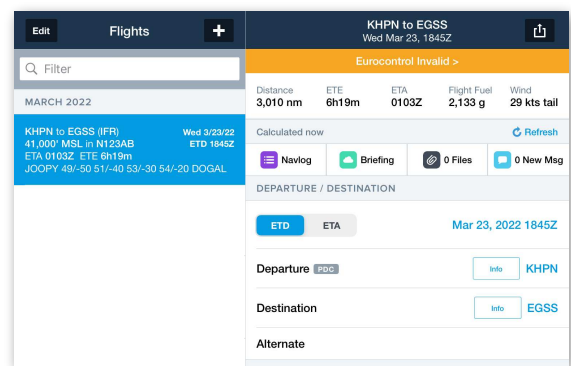 Edit
Flights
+
Filter
MARCH 2022
KHPN to EGSS (IFR) Wed 3/23/22
41,000' MSL in N123AB ETD 1845Z
ETA 0103Z ETE 6h19m
JOOPY 49/-50 51/-40 53/-30 54/-20 DOGAL
KHPN to EGSS
Wed Mar 23, 1845Z
Eurocontrol Invalid >
Distance ETE ETA Flight Fuel Wind
3,010 nm 6h19m 0103Z 2,133 g 29 kts tail
Calculated now Refresh
Navlog Briefing 0 Files 0 New Msg
DEPARTURE / DESTINATION
ETD ETA Mar 23, 2022 1845Z
Departure PDC Info KHPN
Destination Info EGSS
Alternate